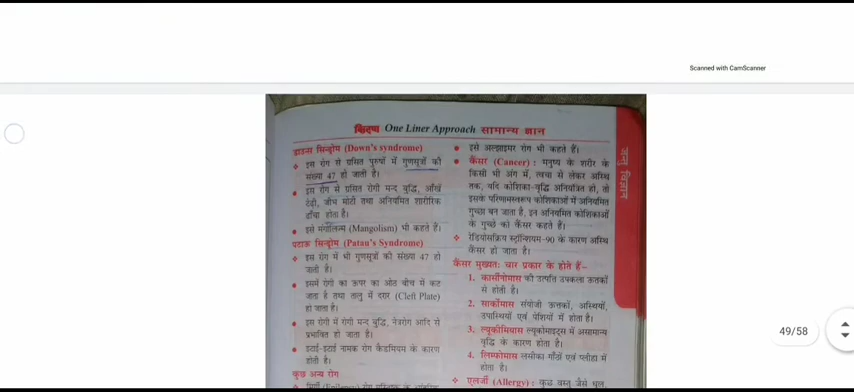 Scanned with CamScanner
किरण One Liner Approach सामान्य ज्ञान
डाउन्स सिन्ड्रोम (Down's syndrome)
इस रोग से ग्रसित पुरुषों में गुणसूत्रों की
संख्या 47 हो जाती है।
इस रोग से ग्रसित रोगी मन्द बुद्धि, आँखें
टेढ़ी, जीभ मोटी तथा अनियमित शारीरिक
ढाँचा होता है।
इसे मंगोलिज्म (Mangolism) भी कहते हैं।
पटाऊ सिन्ड्रोम (Patau's Syndrome)
इस रोग में भी गुणसूत्रों की संख्या 47 हो
जाती है।
इसमें रोगी का ऊपर का ओठ बीच में कट
जाता है तथा तालु में दरार (Cleft Plate)
हो जाता है।
इस रोगी में रोगी मन्द बुद्धि, नेत्ररोग आदि से
प्रभावित हो जाता है।
इटाई-इटाई नामक रोग कैडमियम के कारण
होती है।
कुछ अन्य रोग
मिर्गी (Epilepsy) रोग मस्तिष्क के आंतरिक
इसे अल्झाइमर रोग भी कहते हैं।
कैंसर (Cancer) : मनुष्य के शरीर के
किसी भी अंग में, त्वचा से लेकर अस्थि
तक, यदि कोशिका-वृद्धि अनियंत्रित हो, तो
इसके परिणामस्वरूप कोशिकाओं में अनियमित
गुच्छा बन जाता है, इन अनियमित कोशिकाओं
के गुच्छे को कैंसर कहते हैं।
रेडियोसक्रिय स्ट्रॉन्शियम-90 के कारण अस्थि
कैंसर हो जाता है।
कैंसर मुख्यतः चार प्रकार के होते हैं–
1. कार्सीनोमास की उत्पत्ति उपकला ऊतकों
से होती है।
2. सार्कोमास संयोजी ऊतकों, अस्थियों,
उपास्थियों एवं पेशियों में होता है।
3. ल्यूकीमियास ल्यूकोसाइट्स में असामान्य
वृद्धि के कारण होता है।
4. लिम्फोमास लसीका गाँठों एवं प्लीहा में
होता है।
एलर्जी (Allergy) : कुछ वस्तु जैसे धूल,
जन्तु विज्ञान
49/58